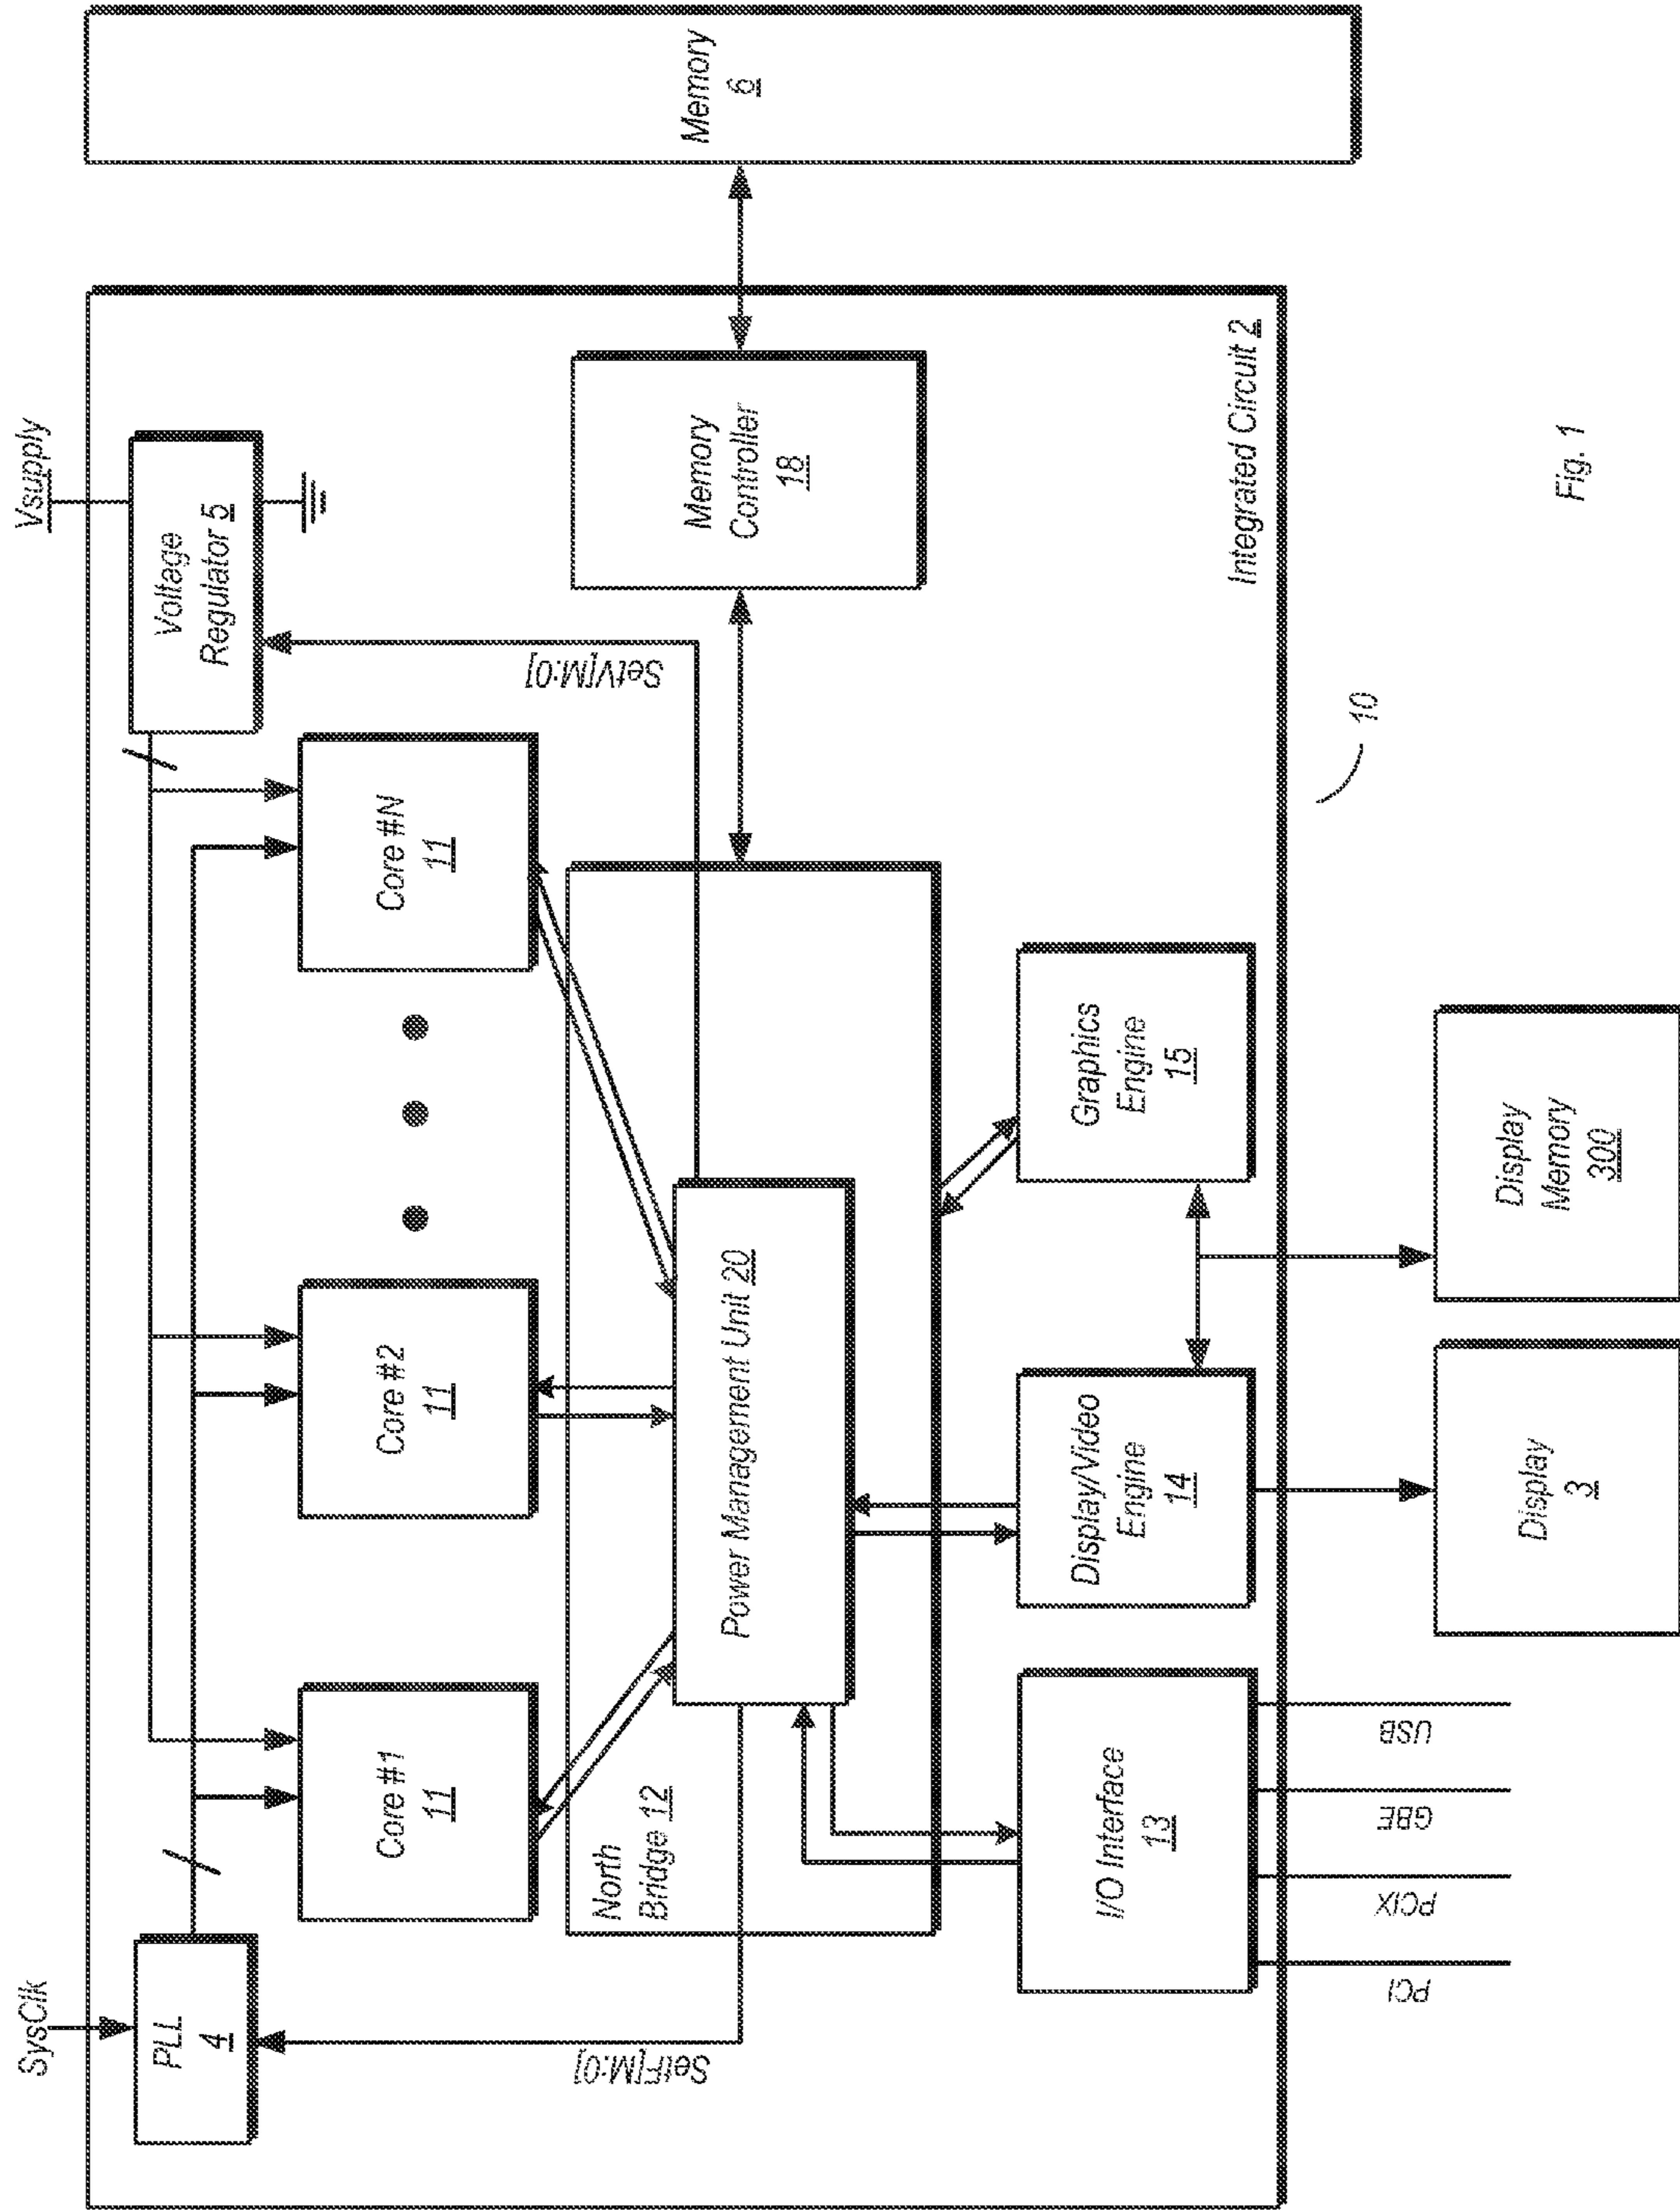 SysClk
Vsupply
PLL
4
Voltage
Regulator 5
Core #1
11
Core #2
11
Core #N
11
SetF[M:0]
SetV[M:0]
North
Bridge 12
Power Management Unit 20
Memory
Controller
18
Memory
6
I/O Interface
13
Display/Video
Engine
14
Graphics
Engine
15
Integrated Circuit 2
PCI
PCIX
GBE
USB
Display
3
Display
Memory
300
10
Fig. 1